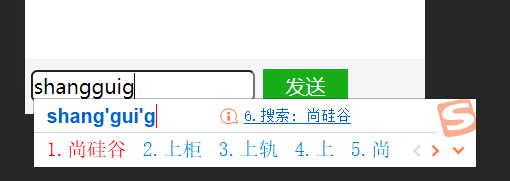 shangguig 发送
shang'gui'g 6.搜索：尚硅谷
1.尚硅谷 2.上柜 3.上轨 4.上 5.尚